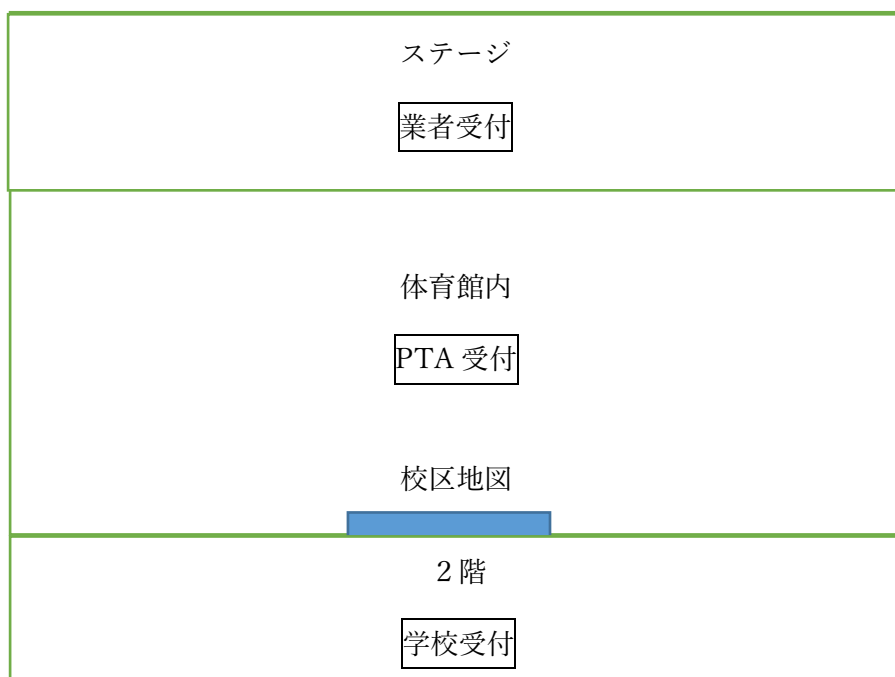 ステージ
業者受付
体育館内
PTA 受付
校区地図
２階
学校受付